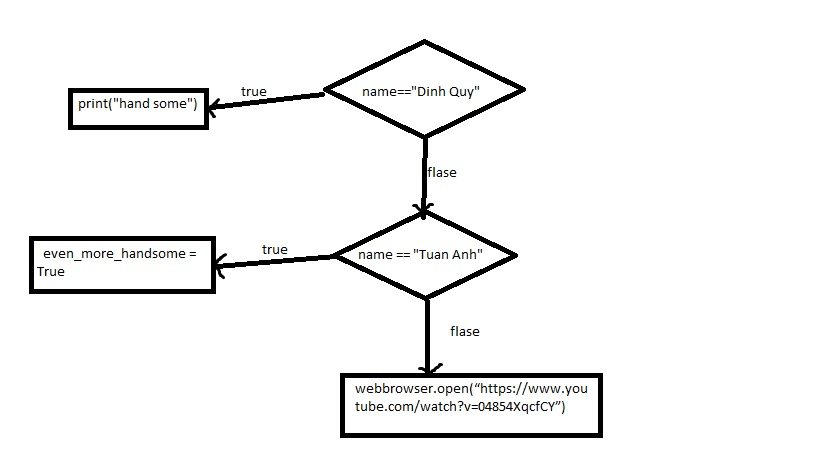 name=="Dinh Quy"
true
print("hand some")
flase
name == "Tuan Anh"
true
even_more_handsome =
True
flase
webbrowser.open(“https://www.you
tube.com/watch?v=04854XqcfCY”)